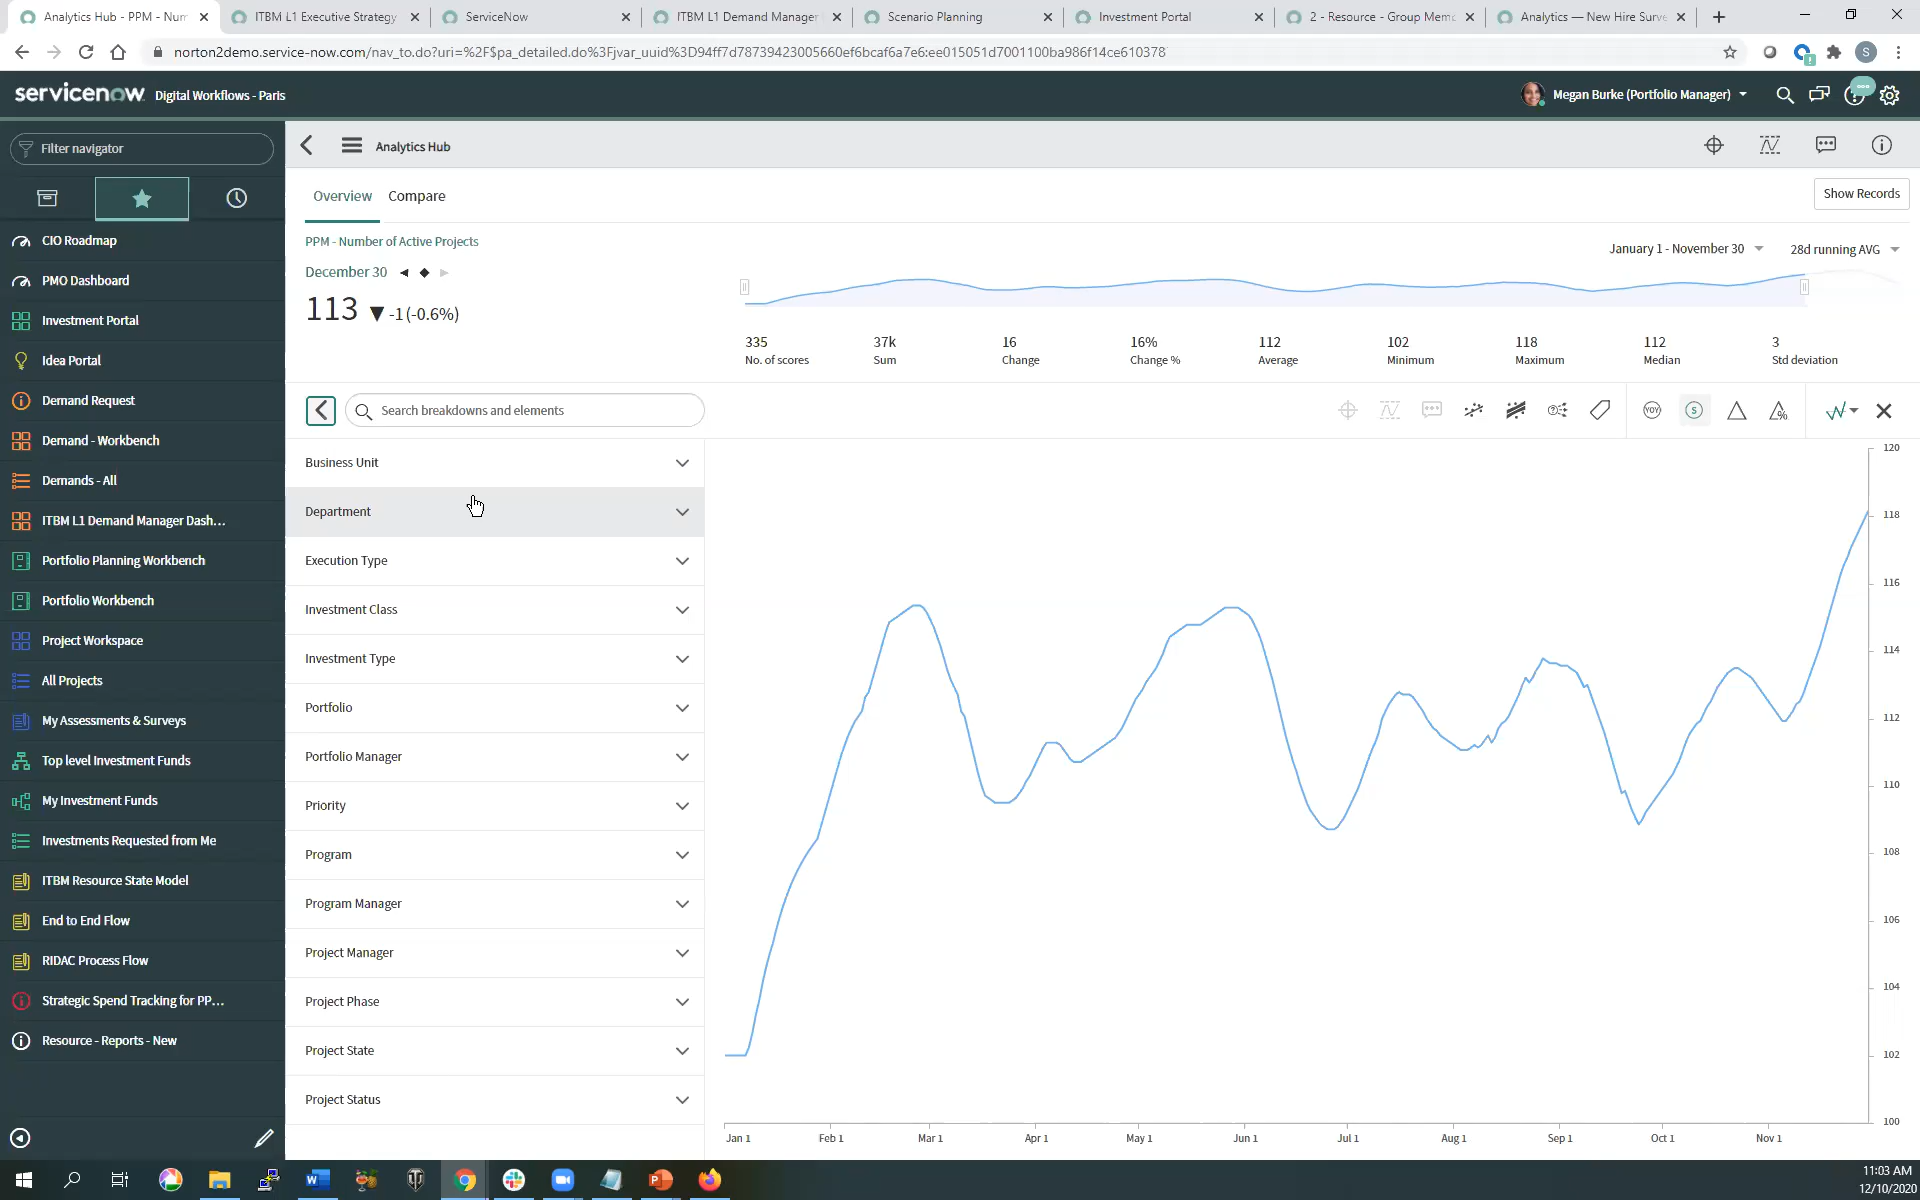 Analytics Hub - PPM - Num
ITBM L1 Executive Strategy
ServiceNow
ITBM L1 Demand Manager
Scenario Planning
Investment Portal
2 - Resource - Group Memb
Analytics — New Hire Surve
norton2demo.service-now.com/nav_to.do?uri=%2F$pa_detailed.do%3Fjvar_uuid%3D94ff7d78739423005660ef6bcaf6a7e6:ee015051d7001100ba986f14ce610378
S
servicenow Digital Workflows - Paris
Megan Burke (Portfolio Manager)
Filter navigator
Analytics Hub
Overview Compare
Show Records
CIO Roadmap
PMO Dashboard
Investment Portal
Idea Portal
Demand Request
Demand - Workbench
Demands - All
ITBM L1 Demand Manager Dash...
Portfolio Planning Workbench
Portfolio Workbench
Project Workspace
All Projects
My Assessments & Surveys
Top level Investment Funds
My Investment Funds
Investments Requested from Me
ITBM Resource State Model
End to End Flow
RIDAC Process Flow
Strategic Spend Tracking for PP...
Resource - Reports - New
PPM - Number of Active Projects
December 30
113 ▼ -1 (-0.6%)
January 1 - November 30
28d running AVG
335 37k 16 16% 112 102 118 112 3
No. of scores Sum Change Change % Average Minimum Maximum Median Std deviation
Search breakdowns and elements
YOY
S
%
Business Unit
Department
Execution Type
Investment Class
Investment Type
Portfolio
Portfolio Manager
Priority
Program
Program Manager
Project Manager
Project Phase
Project State
Project Status
120
118
116
114
112
110
108
106
104
102
100
Jan 1 Feb 1 Mar 1 Apr 1 May 1 Jun 1 Jul 1 Aug 1 Sep 1 Oct 1 Nov 1
11:03 AM
12/10/2020